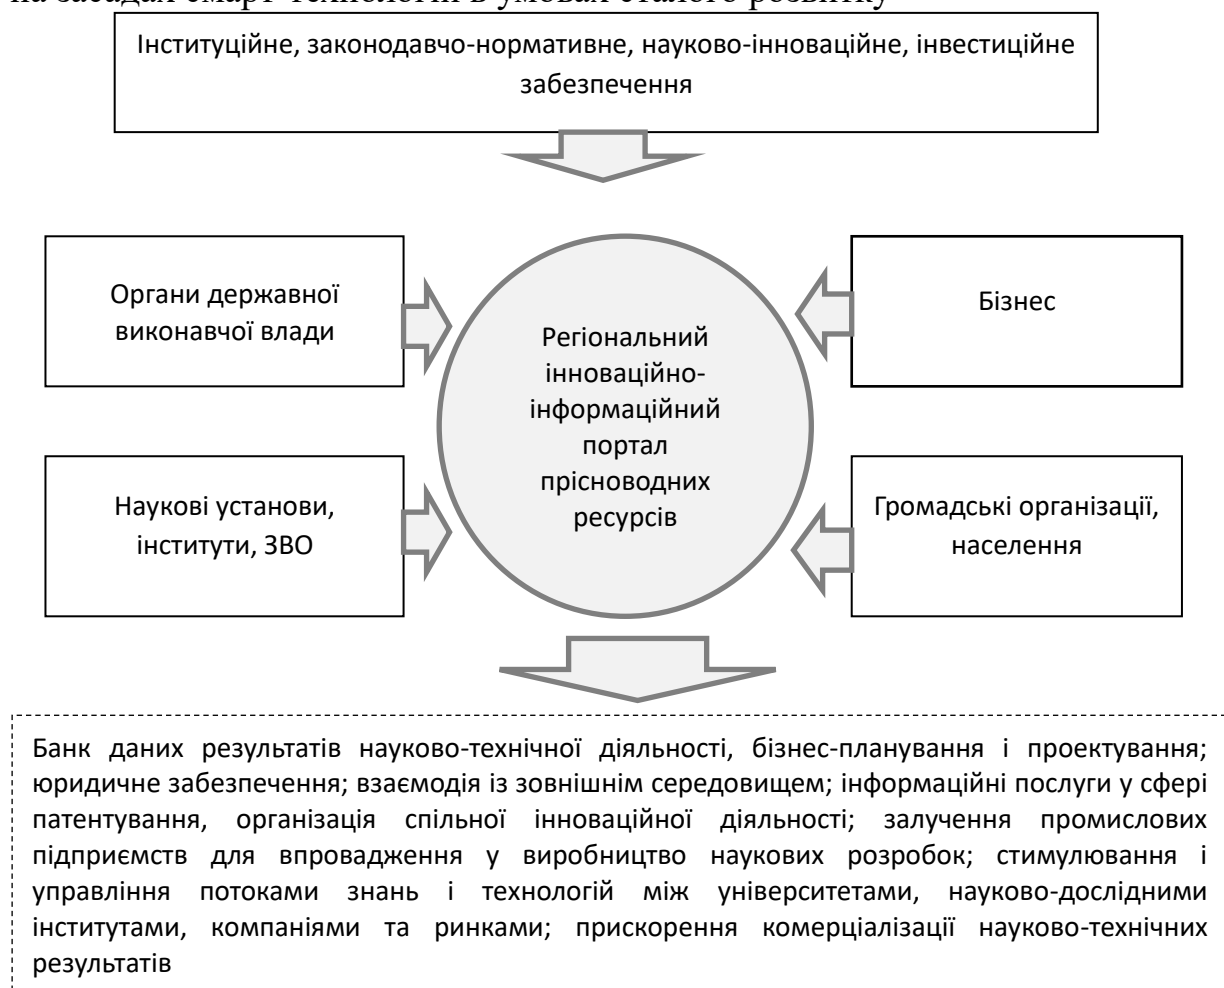 на засадах смарт-технологій в умовах сталого розвитку
Інституційне, законодавчо-нормативне, науково-інноваційне, інвестиційне
забезпечення
Органи державної
виконавчої влади
Бізнес
Регіональний
інноваційно-
інформаційний
портал
прісноводних
ресурсів
Наукові установи,
інститути, ЗВО
Громадські організації,
населення
Банк даних результатів науково-технічної діяльності, бізнес-планування і проектування;
юридичне забезпечення; взаємодія із зовнішнім середовищем; інформаційні послуги у сфері
патентування, організація спільної інноваційної діяльності; залучення промислових
підприємств для впровадження у виробництво наукових розробок; стимулювання і
управління потоками знань і технологій між університетами, науково-дослідними
інститутами, компаніями та ринками; прискорення комерціалізації науково-технічних
результатів